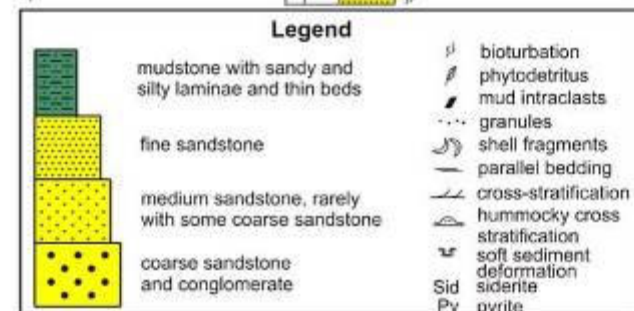 Legend
mudstone with sandy and
silty laminae and thin beds
fine sandstone
medium sandstone, rarely
with some coarse sandstone
coarse sandstone
and conglomerate
bioturbation
phytodetritus
mud intraclasts
granules
shell fragments
parallel bedding
cross-stratification
hummocky cross
stratification
soft sediment
deformation
Sid siderite
Py pyrite